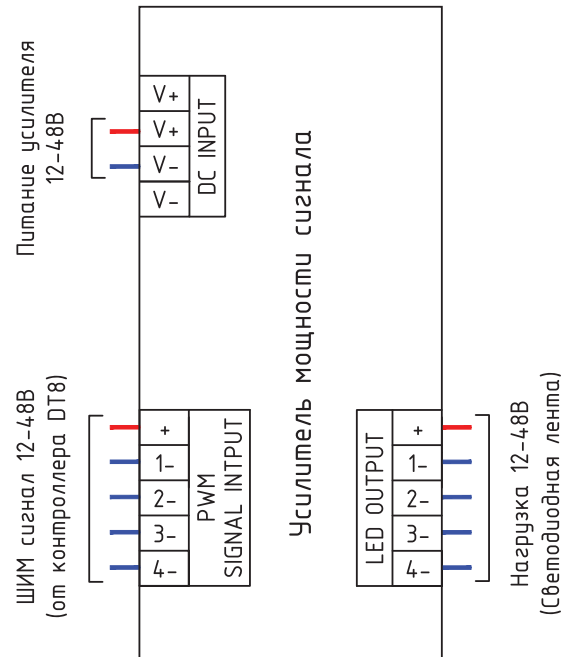 Питание усилителя
12-48В
V+
V+
V-
V-
DC INPUT
Усилитель мощности сигнала
ШИМ сигнал 12-48В
(от контроллера DT8)
+
1-
2-
3-
4-
PWM
SIGNAL INTPUT
LED OUTPUT
+
1-
2-
3-
4-
Нагрузка 12-48В
(Светодиодная лента)